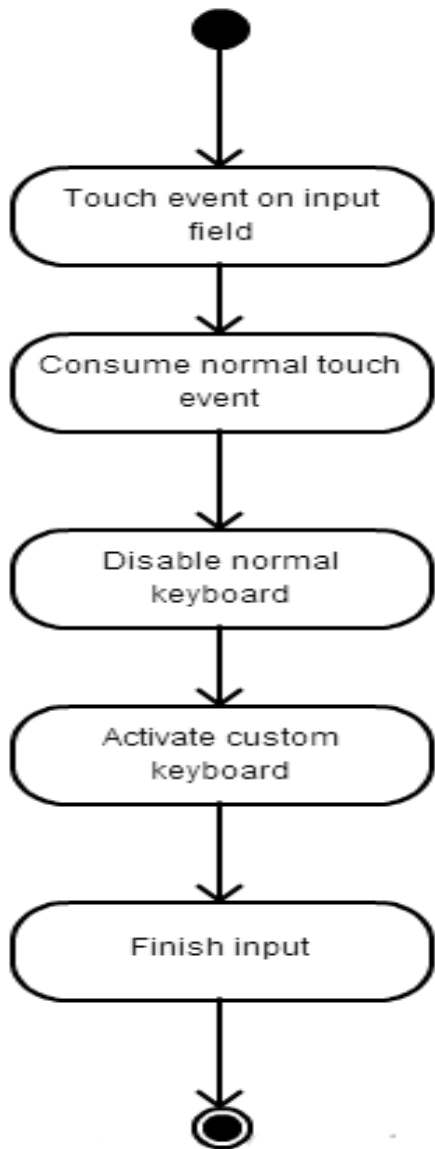 Touch event on input
field
Consume normal touch
event
Disable normal
keyboard
Activate custom
keyboard
Finish input